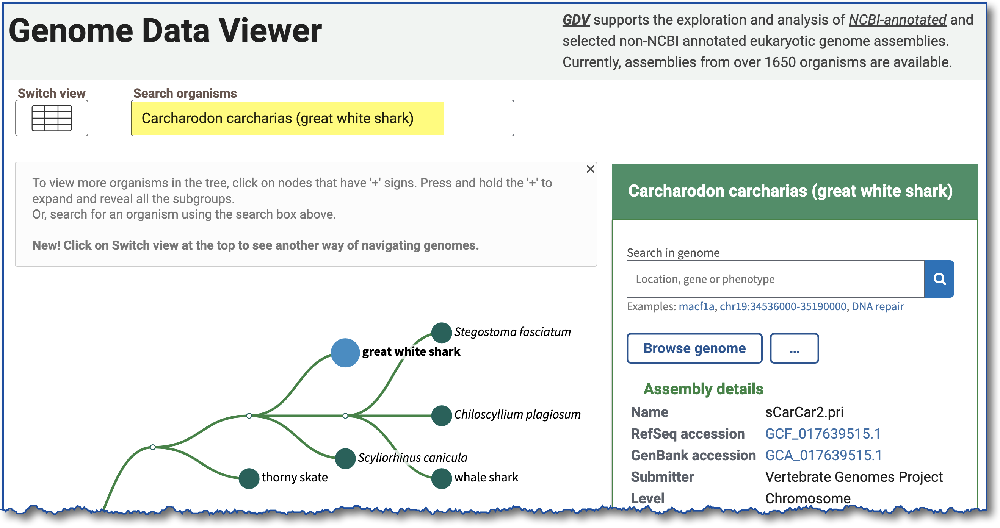 Genome Data Viewer
GDV supports the exploration and analysis of NCBI-annotated and
selected non-NCBI annotated eukaryotic genome assemblies.
Currently, assemblies from over 1650 organisms are available.
Switch view
Search organisms
Carcharodon carcharias (great white shark)
To view more organisms in the tree, click on nodes that have '+' signs. Press and hold the '+' to
expand and reveal all the subgroups.
Or, search for an organism using the search box above.
New! Click on Switch view at the top to see another way of navigating genomes.
Stegostoma fasciatum
great white shark
Chiloscyllium plagiosum
Scyliorhinus canicula
thorny skate
whale shark
Carcharodon carcharias (great white shark)
Search in genome
Location, gene or phenotype
Examples: macf1a, chr19:34536000-35190000, DNA repair
Browse genome
...
Assembly details
Name sCarCar2.pri
RefSeq accession GCF_017639515.1
GenBank accession GCA_017639515.1
Submitter Vertebrate Genomes Project
Level Chromosome